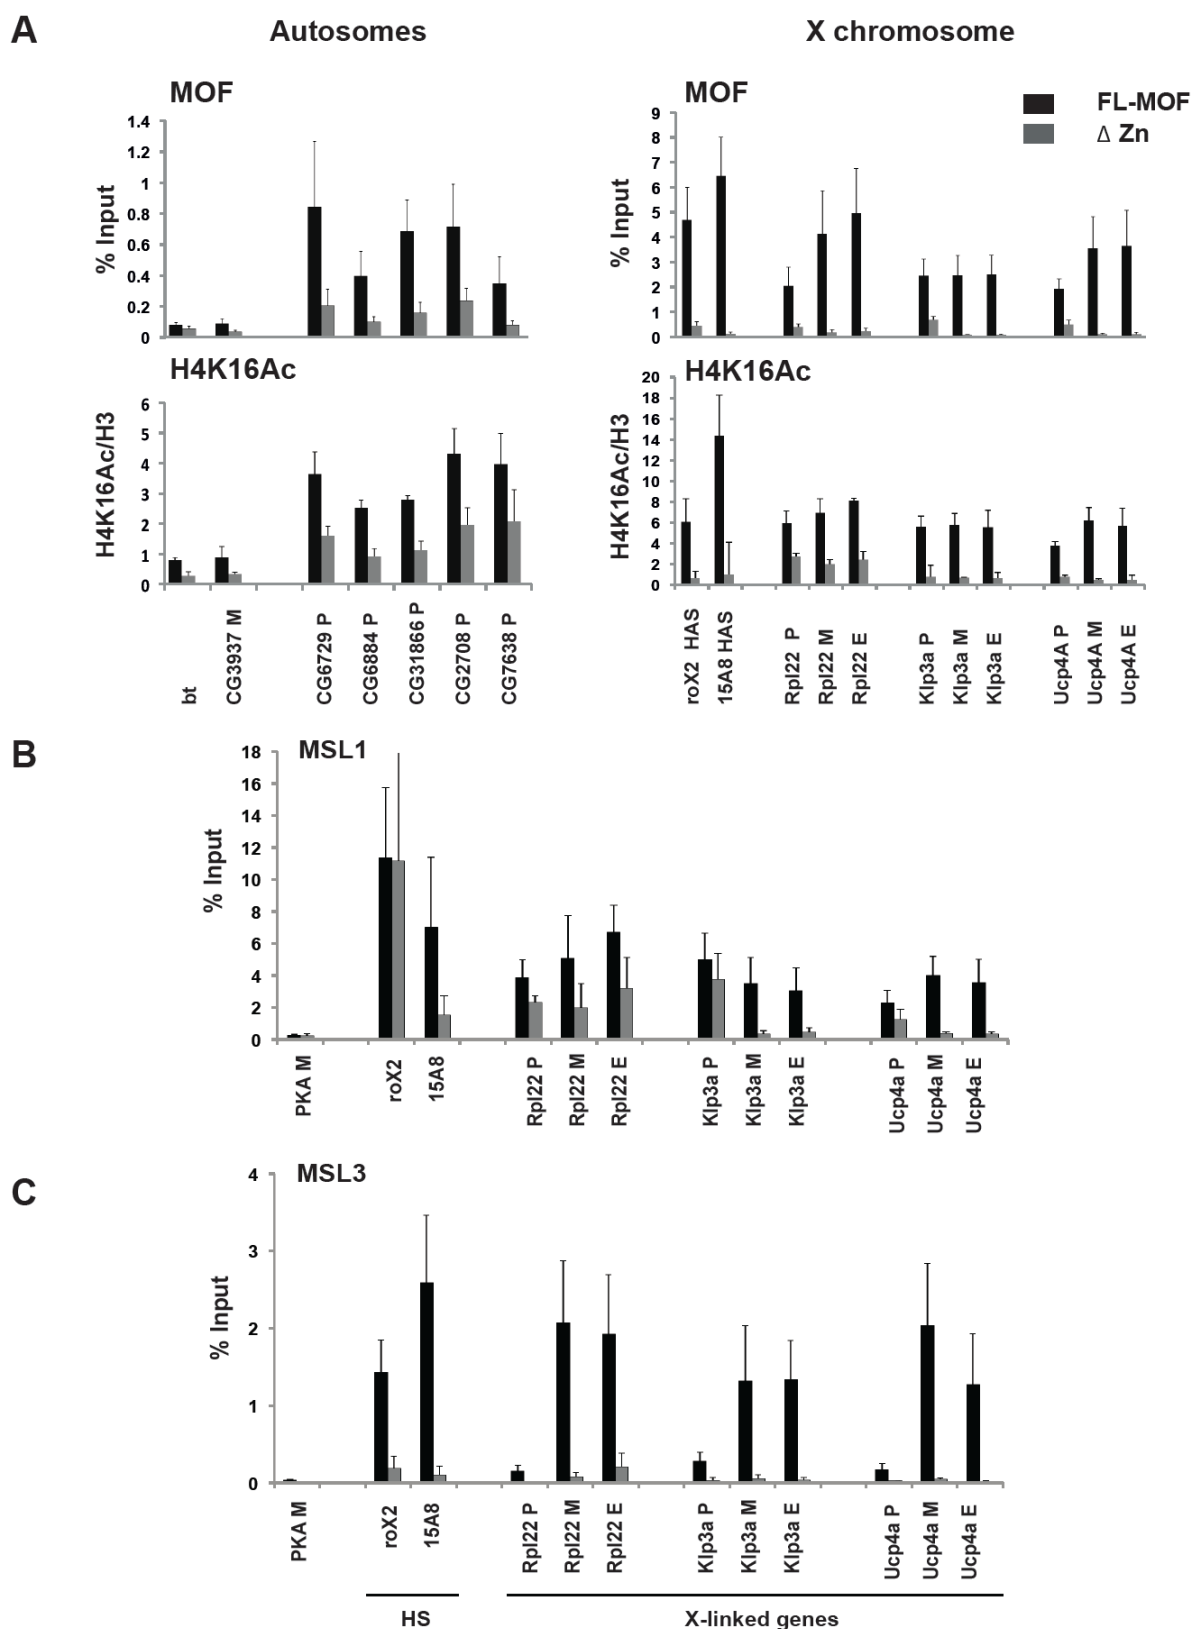 A
Autosomes
X chromosome
MOF
MOF
FL-MOF
Δ Zn
% Input
1.4
1.2
1
0.8
0.6
0.4
0.2
0
% Input
9
8
7
6
5
4
3
2
1
0
H4K16Ac
H4K16Ac/H3
6
5
4
3
2
1
0
bt
CG3937 M
CG6729 P
CG6884 P
CG31866 P
CG2708 P
CG7638 P
H4K16Ac
H4K16Ac/H3
20
18
16
14
12
10
8
6
4
2
0
roX2 HAS
15A8 HAS
Rpl22 P
Rpl22 M
Rpl22 E
Klp3a P
Klp3a M
Klp3a E
Ucp4A P
Ucp4A M
Ucp4A E
B
MSL1
% Input
18
16
14
12
10
8
6
4
2
0
PKA M
roX2
15A8
Rpl22 P
Rpl22 M
Rpl22 E
Klp3a P
Klp3a M
Klp3a E
Ucp4a P
Ucp4a M
Ucp4a E
C
MSL3
% Input
4
3
2
1
0
PKA M
roX2
15A8
Rpl22 P
Rpl22 M
Rpl22 E
Klp3a P
Klp3a M
Klp3a E
Ucp4a P
Ucp4a M
Ucp4a E
HS
X-linked genes